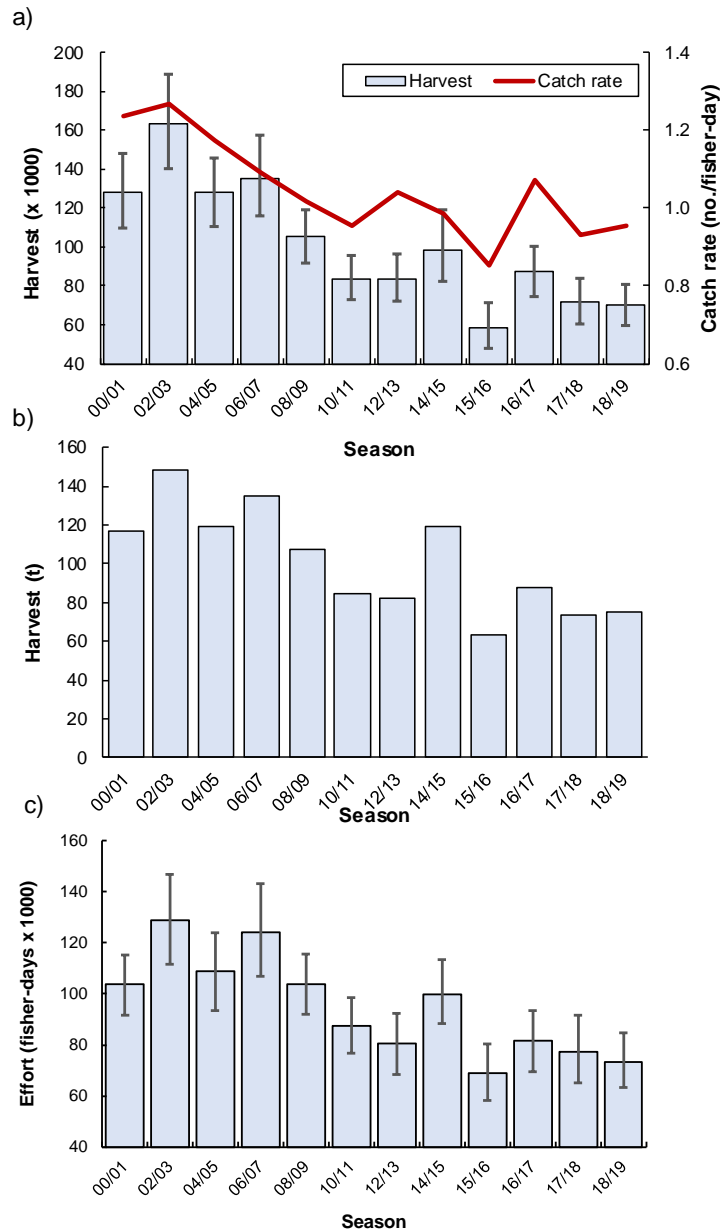 a)
200
180
160
140
120
100
80
60
40
Harvest (x 1000)
Harvest Catch rate
1.4
1.2
1.0
0.8
0.6
Catch rate (no./fisher-day)
00/01 02/03 04/05 06/07 08/09 10/11 12/13 14/15 15/16 16/17 17/18 18/19
Season
b)
160
140
120
100
80
60
40
20
0
Harvest (t)
00/01 02/03 04/05 06/07 08/09 10/11 12/13 14/15 15/16 16/17 17/18 18/19
Season
c)
160
140
120
100
80
60
40
Effort (fisher-days x 1000)
00/01 02/03 04/05 06/07 08/09 10/11 12/13 14/15 15/16 16/17 17/18 18/19
Season